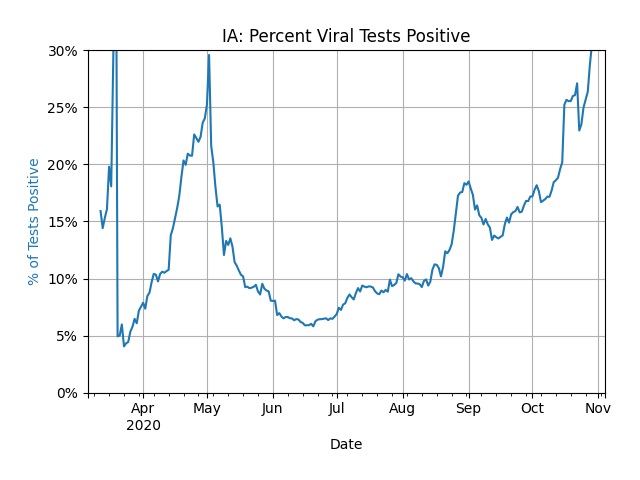 IA: Percent Viral Tests Positive
30%
25%
20%
15%
10%
5%
0%
% of Tests Positive
Apr May Jun Jul Aug Sep Oct Nov
2020
Date